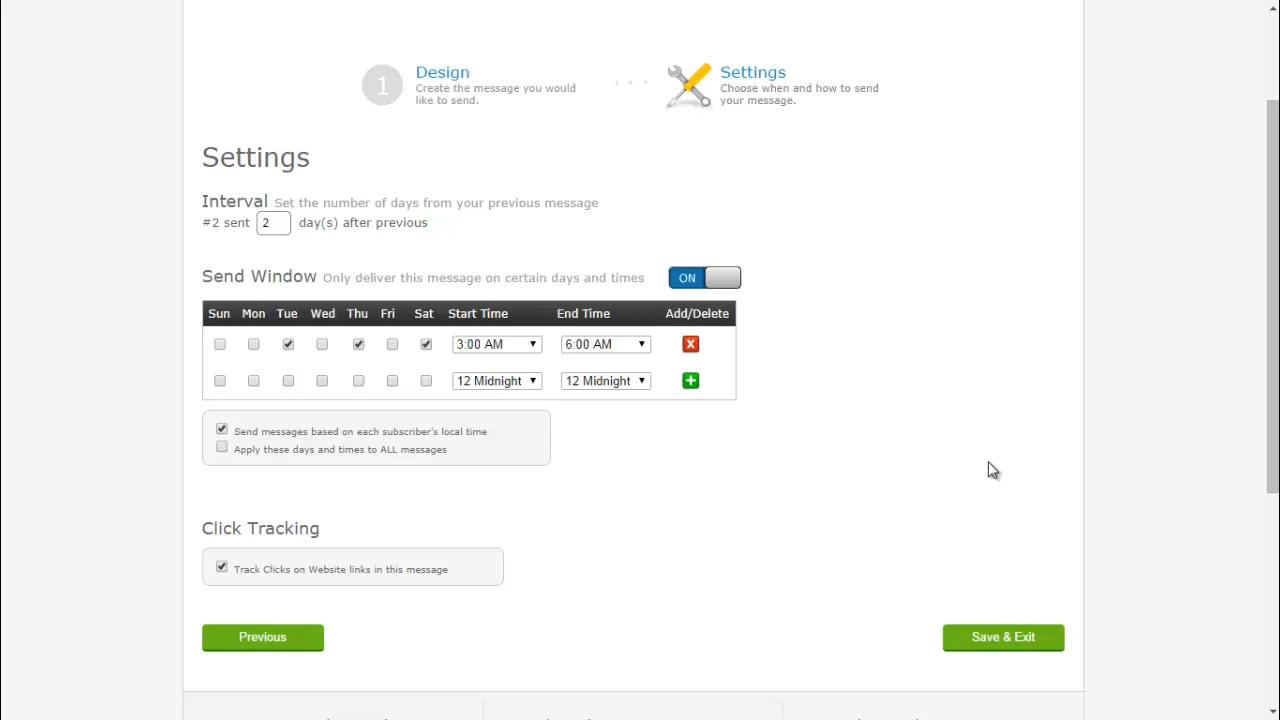 1
Design
Create the message you would
like to send.
Settings
Choose when and how to send
your message.
Settings
Interval Set the number of days from your previous message
#2 sent 2 day(s) after previous
Send Window Only deliver this message on certain days and times ON
Sun Mon Tue Wed Thu Fri Sat Start Time End Time Add/Delete
3:00 AM 6:00 AM X
12 Midnight 12 Midnight +
Send messages based on each subscriber's local time
Apply these days and times to ALL messages
Click Tracking
Track Clicks on Website links in this message
Previous Save & Exit